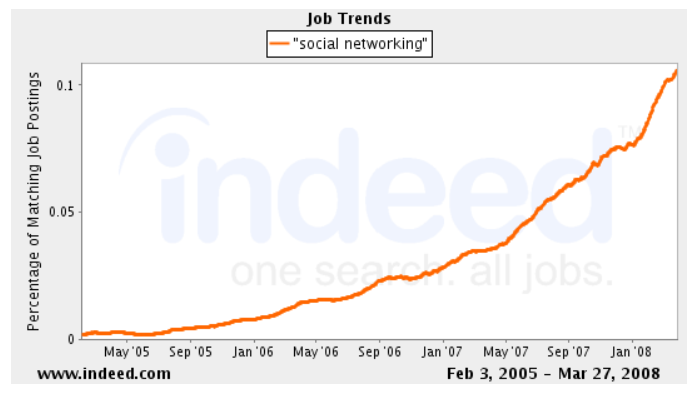 Job Trends
"social networking"
Percentage of Matching Job Postings
0.1
0.05
0
indeed
TM
one search. all jobs.
May '05 Sep '05 Jan '06 May '06 Sep '06 Jan '07 May '07 Sep '07 Jan '08
www.indeed.com Feb 3, 2005 - Mar 27, 2008